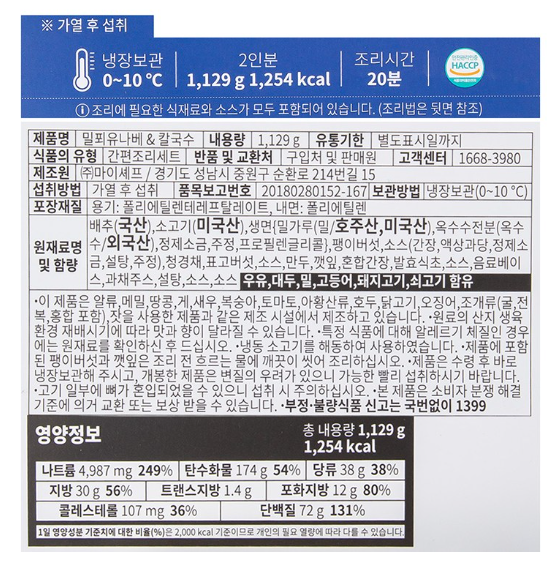 ※ 가열 후 섭취
냉장보관 2인분 조리시간
0~10 ℃ 1,129 g 1,254 kcal 20분
안전관리인증
HACCP
ⓘ 조리에 필요한 식재료와 소스가 모두 포함되어 있습니다. (조리법은 뒷면 참조)
제품명 밀푀유나베 & 칼국수 내용량 1,129 g 유통기한 별도표시일까지
식품의 유형 간편조리세트 반품 및 교환처 구입처 및 판매원 고객센터 1668-3980
제조원 ㈜마이셰프 / 경기도 성남시 중원구 순환로 214번길 15
섭취방법 가열 후 섭취 품목보고번호 20180280152-167 보관방법 냉장보관(0~10 ℃)
포장재질 용기: 폴리에틸렌테레프탈레이트, 내면: 폴리에틸렌
원재료명 및 함량
배추(국산),소고기(미국산),생면(밀가루(밀/호주산,미국산),옥수수전분(옥수
수/외국산),정제소금,주정,프로필렌글리콜),팽이버섯,소스(간장,액상과당,정제소
금,설탕,주정),청경채,표고버섯,소스,만두,깻잎,혼합간장,발효식초,소스,음료베이
스,과채주스,설탕,소스,소스 우유,대두,밀,고등어,돼지고기,쇠고기 함유
·이 제품은 알류,메밀,땅콩,게,새우,복숭아,토마토,아황산류,호두,닭고기,오징어,조개류(굴,전
복,홍합 포함),잣을 사용한 제품과 같은 제조 시설에서 제조하고 있습니다. ·원료의 산지 생육
환경 재배시기에 따라 맛과 향이 달라질 수 있습니다. ·특정 식품에 대해 알레르기 체질인 경우
에는 원재료를 확인하신 후 드십시오. ·냉동 소고기를 해동하여 사용하였습니다. ·제품에 포함
된 팽이버섯과 깻잎은 조리 전 흐르는 물에 깨끗이 씻어 조리하십시오. ·제품은 수령 후 바로
냉장보관해 주시고, 개봉한 제품은 변질의 우려가 있으니 가능한 빨리 섭취하시기 바랍니다.
·고기 일부에 뼈가 혼입되었을 수 있으니 섭취 시 주의하십시오. ·본 제품은 소비자 분쟁 해결
기준에 의거 교환 또는 보상 받을 수 있습니다. ·부정·불량식품 신고는 국번없이 1399
영양정보 총 내용량 1,129 g
1,254 kcal
나트륨 4,987 mg 249% 탄수화물 174 g 54% 당류 38 g 38%
지방 30 g 56% 트랜스지방 1.4 g 포화지방 12 g 80%
콜레스테롤 107 mg 36% 단백질 72 g 131%
1일 영양성분 기준치에 대한 비율(%)은 2,000 kcal 기준이므로 개인의 필요 열량에 따라 다를 수 있습니다.